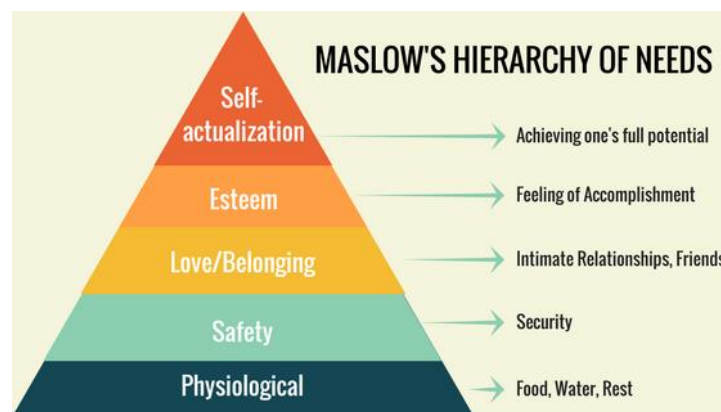 MASLOW'S HIERARCHY OF NEEDS
Self-
actualization
Achieving one's full potential
Esteem
Feeling of Accomplishment
Love/Belonging
Intimate Relationships, Friends
Safety
Security
Physiological
Food, Water, Rest